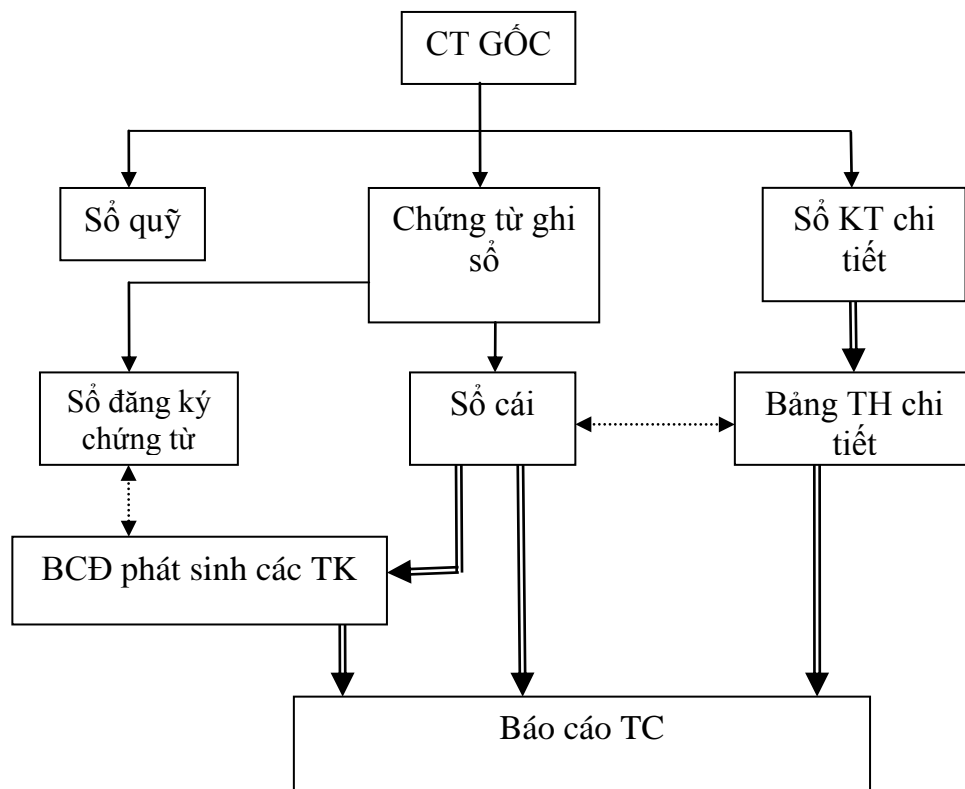 CT GỐC
Sổ quỹ
Chứng từ ghi
sổ
Sổ KT chi
tiết
Sổ đăng ký
chứng từ
Sổ cái
Bảng TH chi
tiết
BCĐ phát sinh các TK
Báo cáo TC